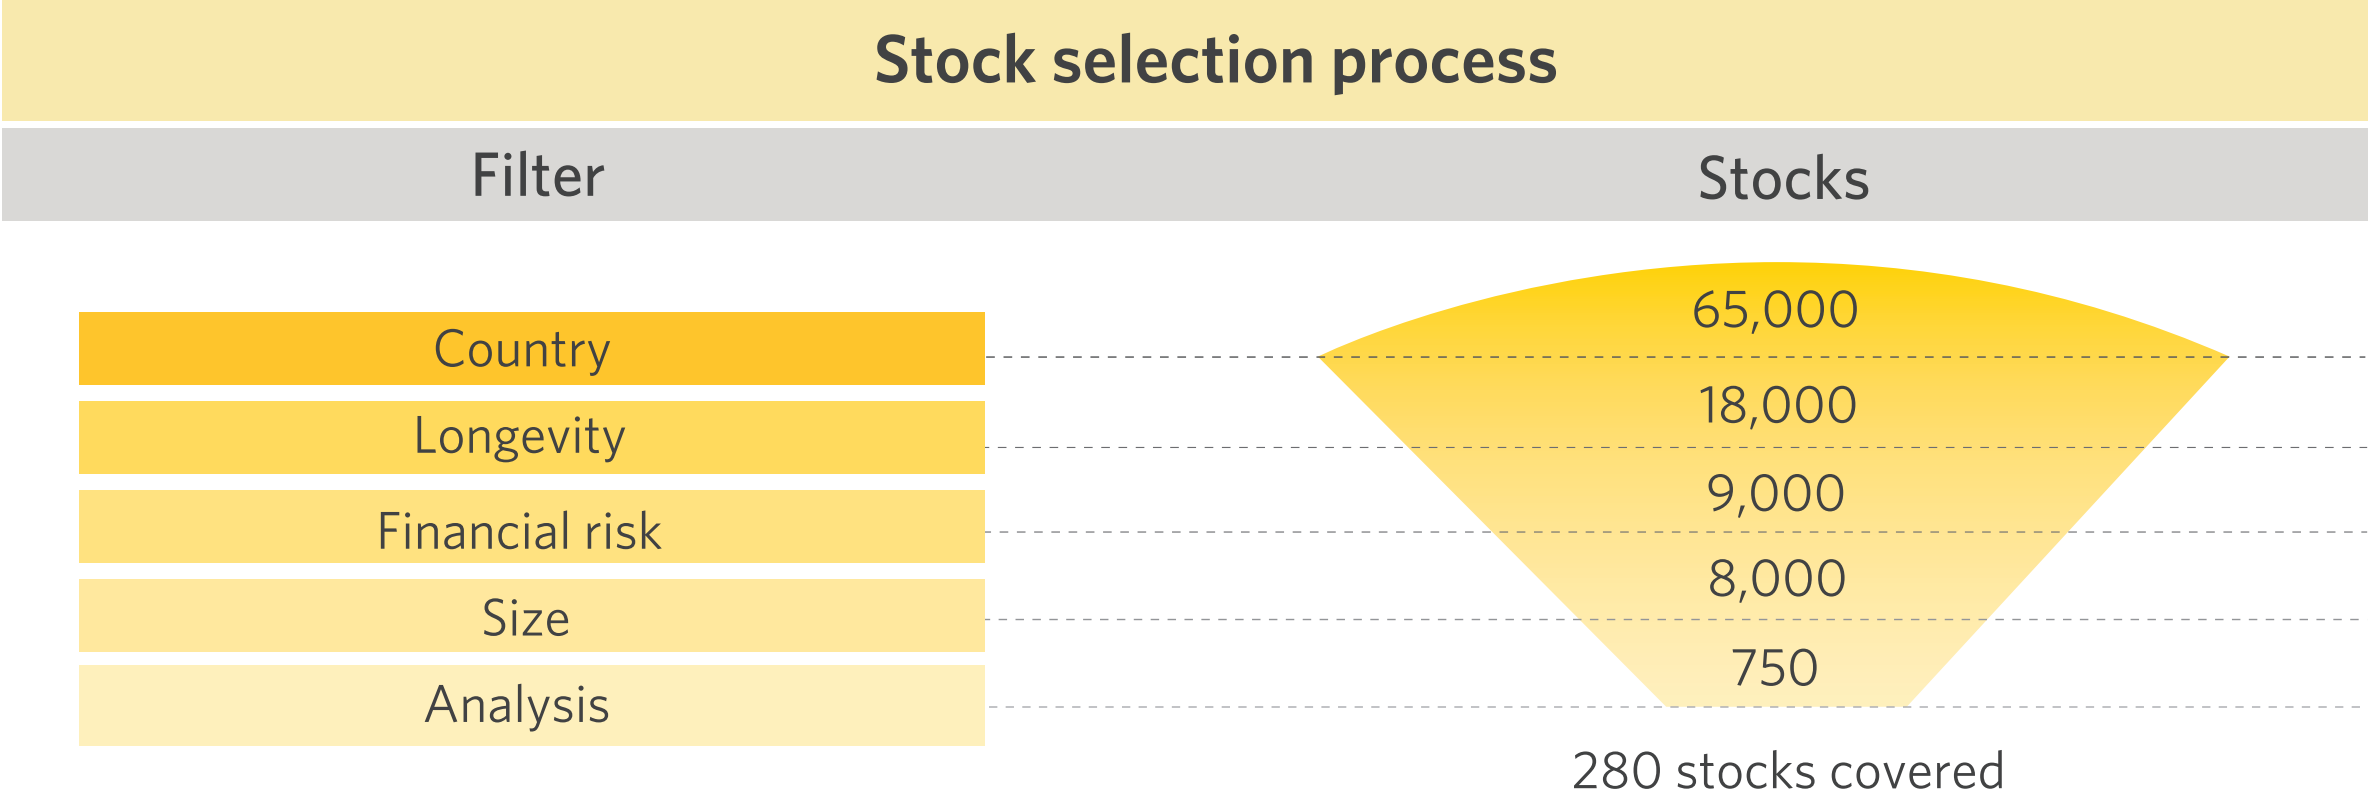 Stock selection process
Filter
Stocks
65,000
Country
18,000
Longevity
9,000
Financial risk
8,000
Size
750
Analysis
280 stocks covered